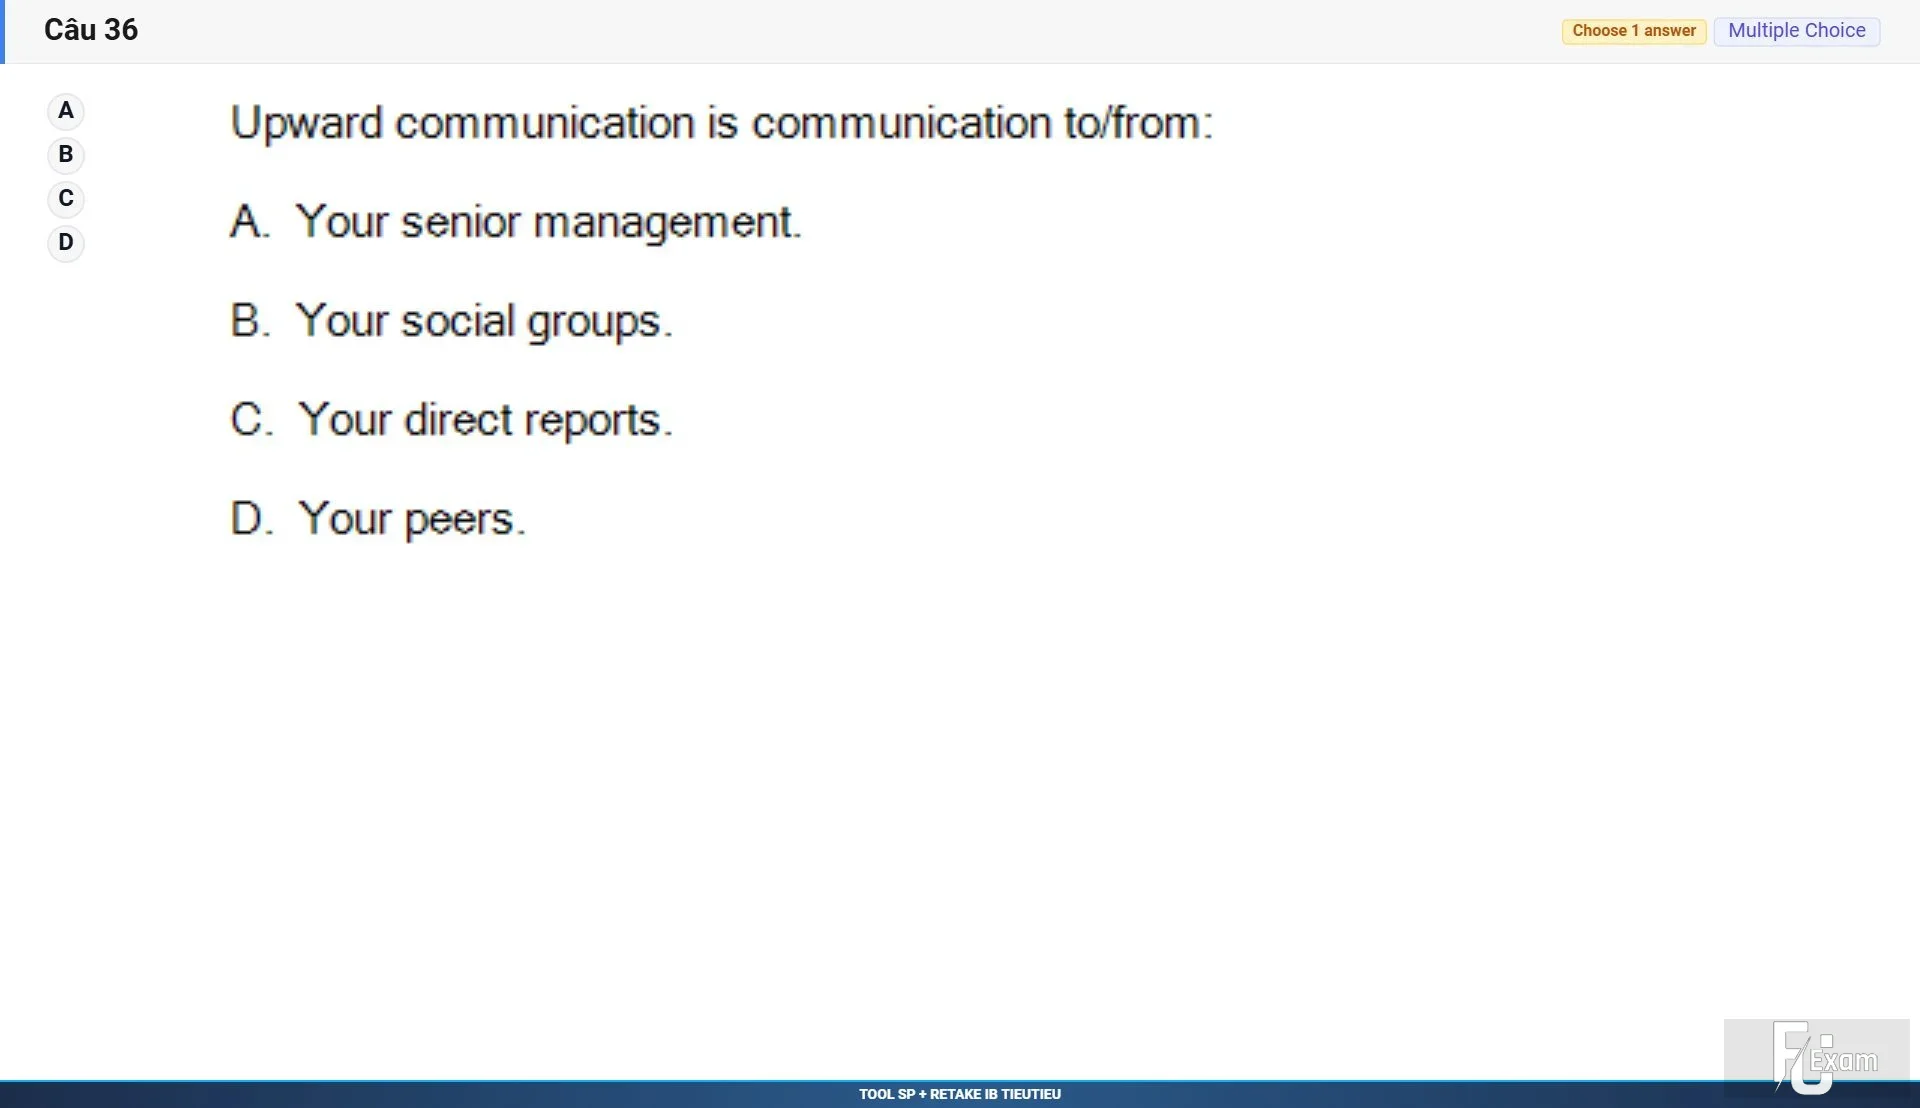 Câu 36
Choose 1 answer
Multiple Choice
A
B
C
D
Upward communication is communication to/from:
A. Your senior management.
B. Your social groups.
C. Your direct reports.
D. Your peers.
FU Exam
TOOL SP + RETAKE IB TIEUTIEU